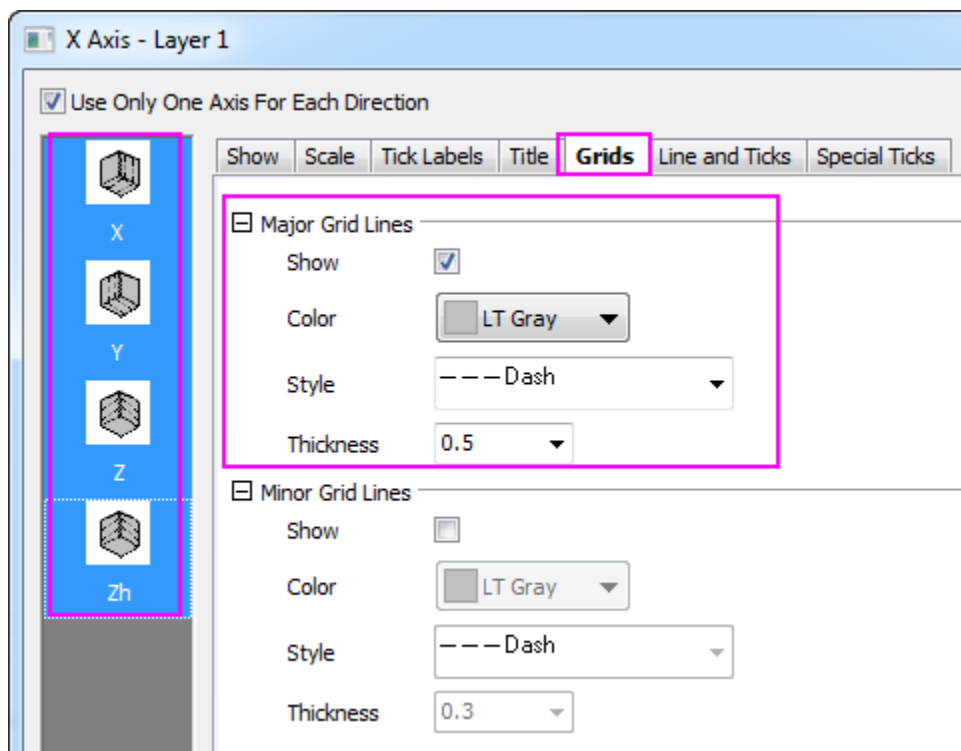 X Axis - Layer 1
Use Only One Axis For Each Direction
X
Y
Z
Zh
Show Scale Tick Labels Title Grids Line and Ticks Special Ticks
Major Grid Lines
Show
Color LT Gray
Style Dash
Thickness 0.5
Minor Grid Lines
Show
Color LT Gray
Style Dash
Thickness 0.3